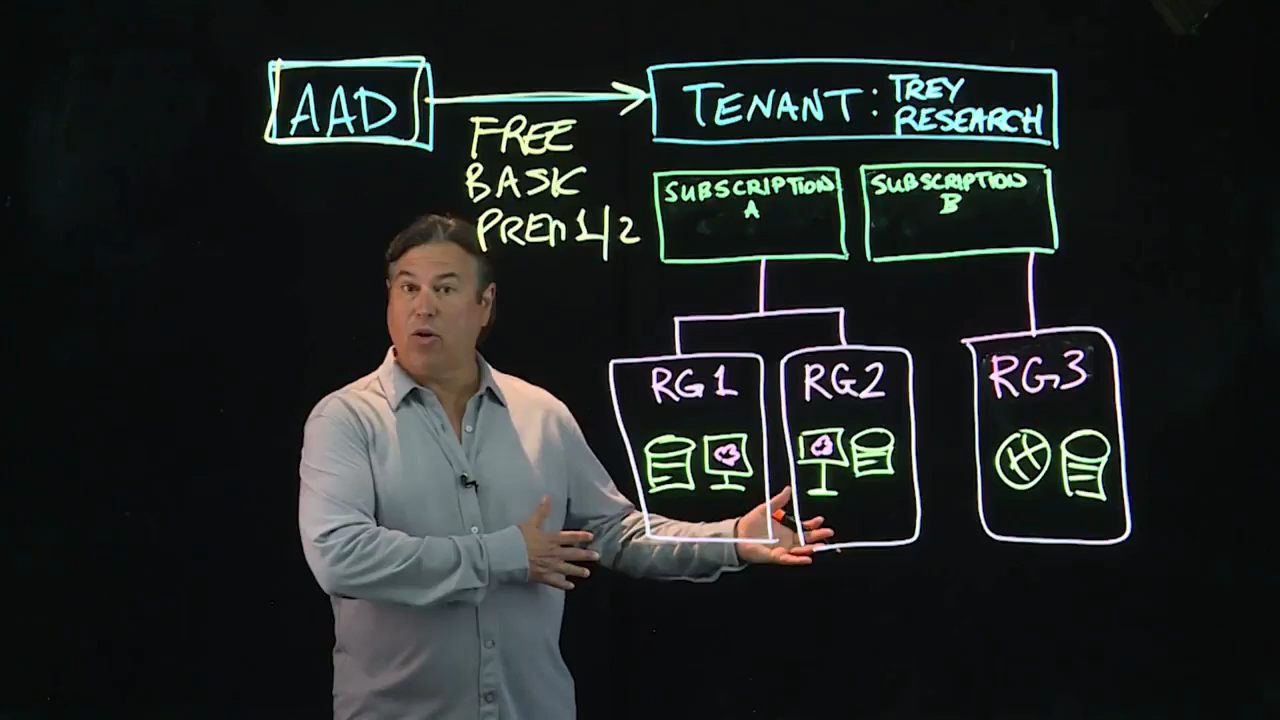 AAD
FREE
BASIC
PREM 1/2
TENANT: TREY
RESEARCH
SUBSCRIPTION
A
SUBSCRIPTION
B
RG1
RG2
RG3